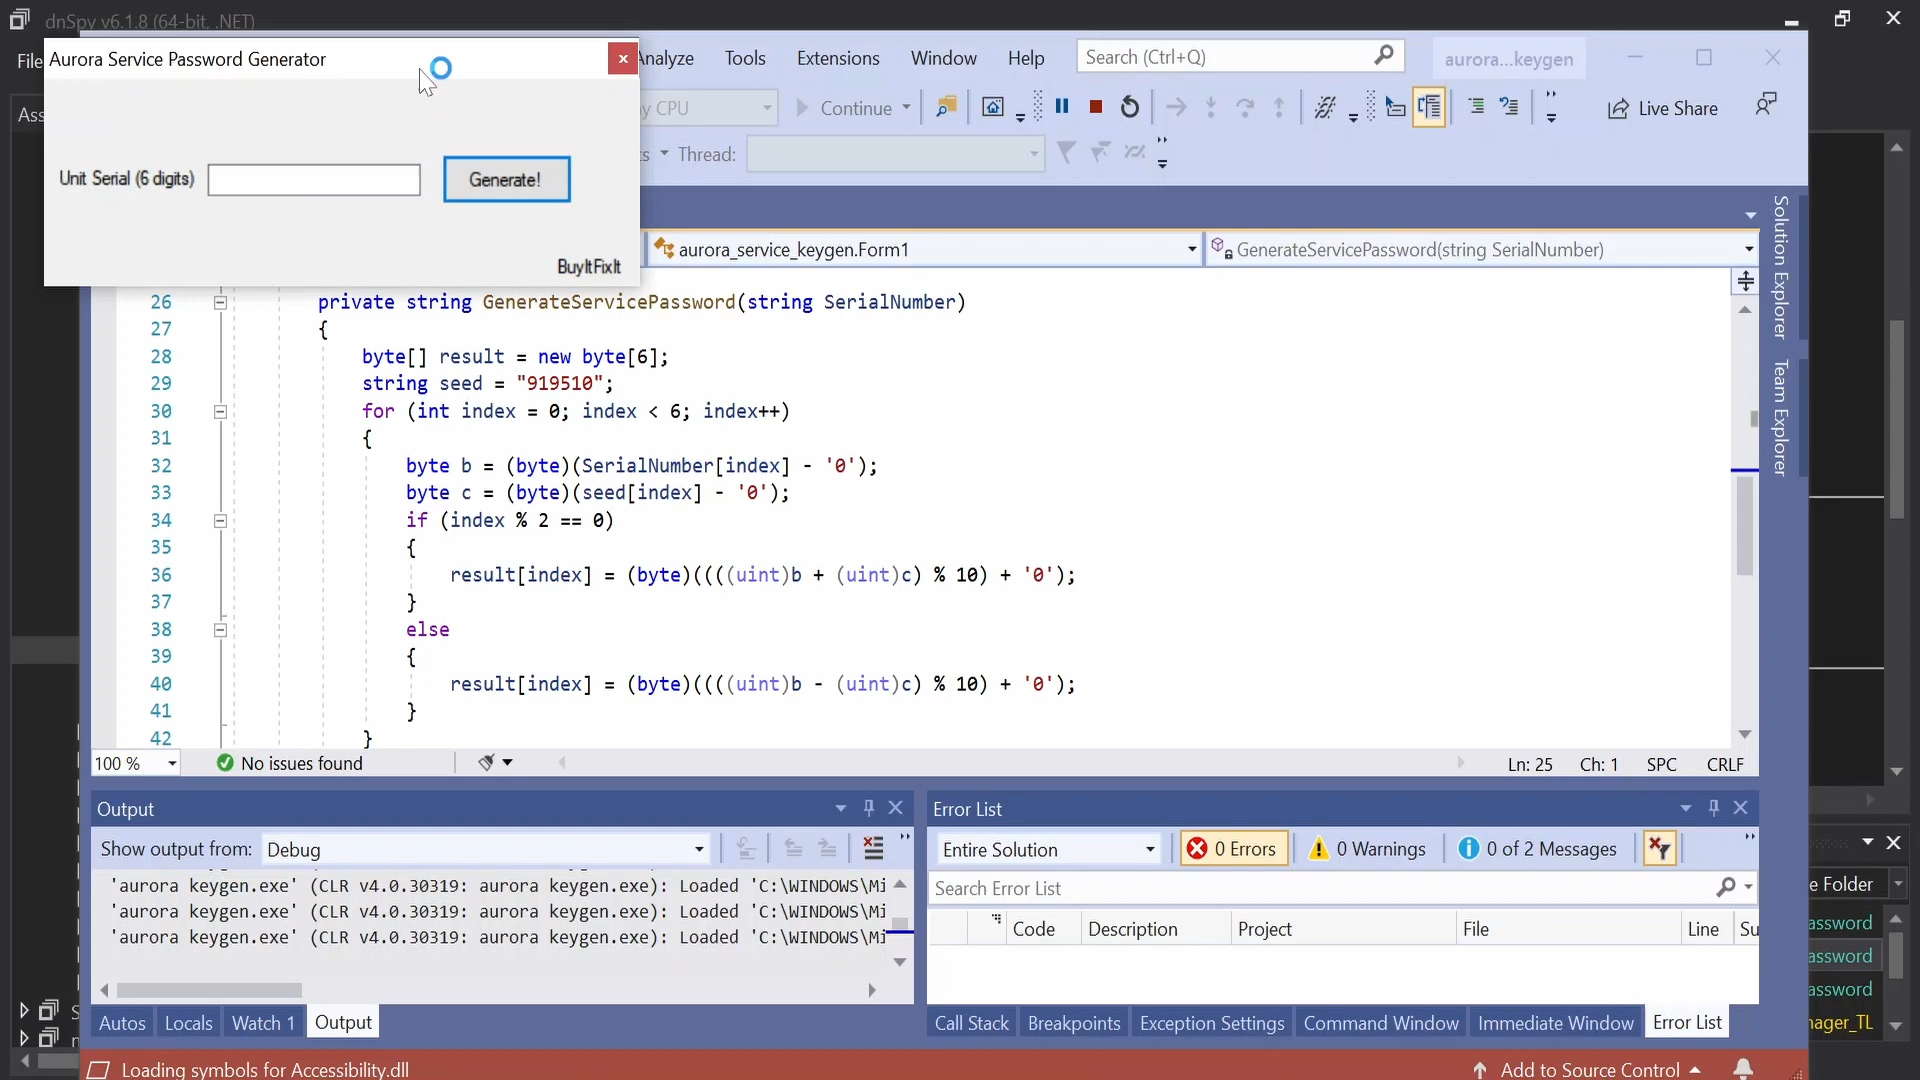 dnSpy v6.1.8 (64-bit, .NET)
File
Aurora Service Password Generator
x
Analyze
Tools
Extensions
Window
Help
Search (Ctrl+Q)
aurora...keygen
Ass
CPU
Continue
Live Share
Thread:
Unit Serial (6 digits)
Generate!
BuyItFixIt
aurora_service_keygen.Form1
GenerateServicePassword(string SerialNumber)
Solution Explorer
Team Explorer
26 private string GenerateServicePassword(string SerialNumber)
27 {
28 byte[] result = new byte[6];
29 string seed = "919510";
30 for (int index = 0; index < 6; index++)
31 {
32 byte b = (byte)(SerialNumber[index] - '0');
33 byte c = (byte)(seed[index] - '0');
34 if (index % 2 == 0)
35 {
36 result[index] = (byte)((((uint)b + (uint)c) % 10) + '0');
37 }
38 else
39 {
40 result[index] = (byte)((((uint)b - (uint)c) % 10) + '0');
41 }
42 }
100 %
No issues found
Ln: 25 Ch: 1 SPC CRLF
Output
Show output from: Debug
'aurora keygen.exe' (CLR v4.0.30319: aurora keygen.exe): Loaded 'C:\WINDOWS\Mi
'aurora keygen.exe' (CLR v4.0.30319: aurora keygen.exe): Loaded 'C:\WINDOWS\Mi
'aurora keygen.exe' (CLR v4.0.30319: aurora keygen.exe): Loaded 'C:\WINDOWS\Mi
Autos Locals Watch 1 Output
Error List
Entire Solution
0 Errors
0 Warnings
0 of 2 Messages
Search Error List
Code Description Project File Line Su
Call Stack Breakpoints Exception Settings Command Window Immediate Window Error List
e Folder
assword
assword
assword
nager_TL
Loading symbols for Accessibility.dll
Add to Source Control